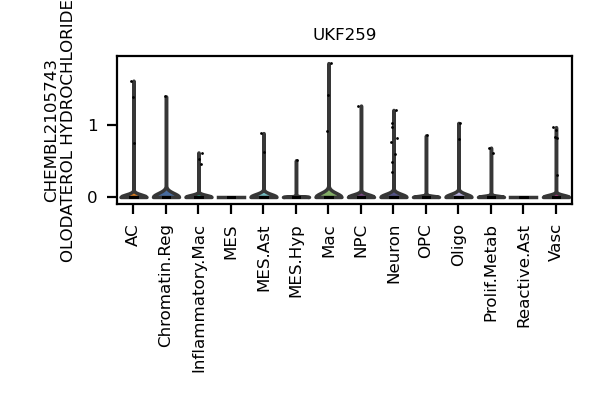 UKF259
CHEMBL2105743
OLODATEROL HYDROCHLORIDE
1
0
AC
Chromatin.Reg
Inflammatory.Mac
MES
MES.Ast
MES.Hyp
Mac
NPC
Neuron
OPC
Oligo
Prolif.Metab
Reactive.Ast
Vasc